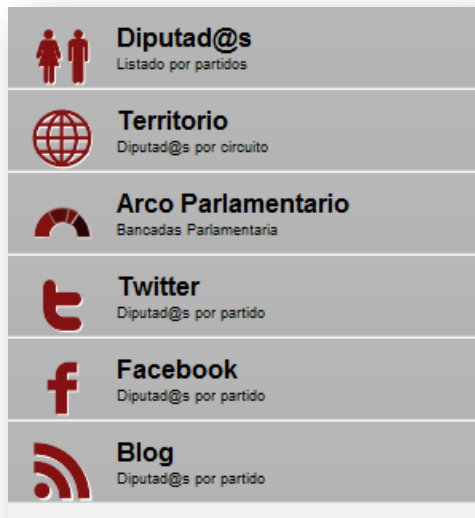 Diputad@s
Listado por partidos
Territorio
Diputad@s por circuito
Arco Parlamentario
Bancadas Parlamentaria
Twitter
Diputad@s por partido
Facebook
Diputad@s por partido
Blog
Diputad@s por partido